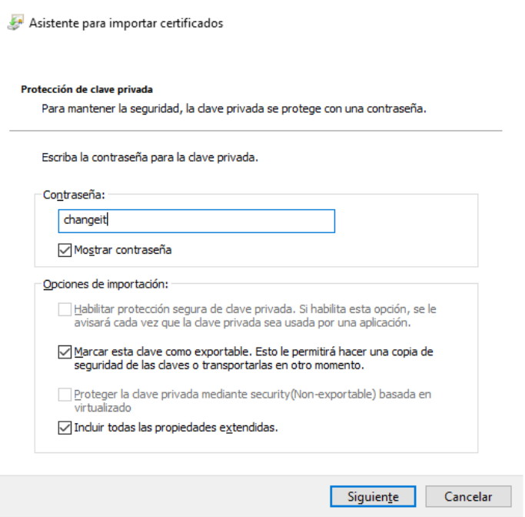 Asistente para importar certificados
Protección de clave privada
Para mantener la seguridad, la clave privada se protege con una contraseña.
Escriba la contraseña para la clave privada.
Contraseña:
changeit
Mostrar contraseña
Opciones de importación:
Habilitar protección segura de clave privada. Si habilita esta opción, se le
avisará cada vez que la clave privada sea usada por una aplicación.
Marcar esta clave como exportable. Esto le permitirá hacer una copia de
seguridad de las claves o transportarlas en otro momento.
Proteger la clave privada mediante security(Non-exportable) basada en
virtualizado
Incluir todas las propiedades extendidas.
Siguiente
Cancelar